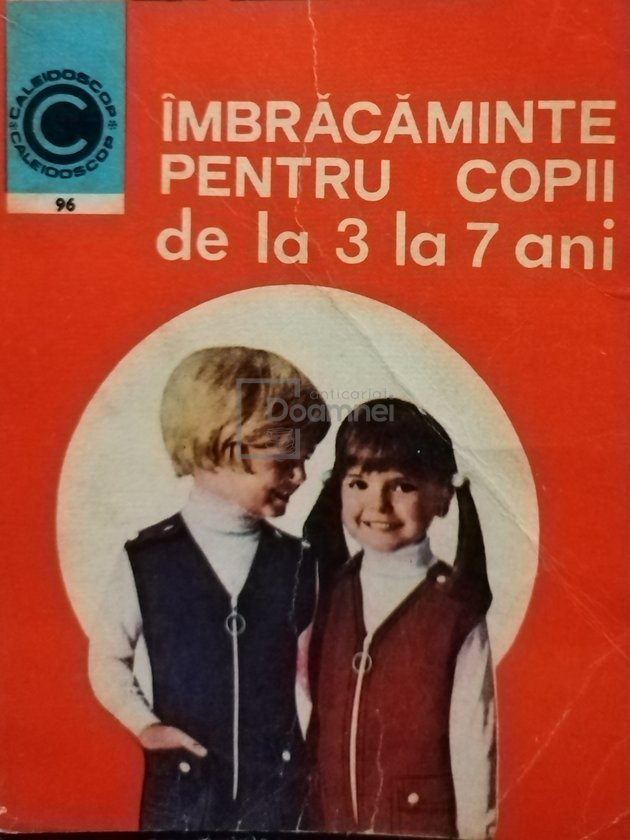 CALEIDOSCOP
C
CALEIDOSCOP
96
ÎMBRĂCĂMINTE
PENTRU COPII
de la 3 la 7 ani
anticariat
Doamnei